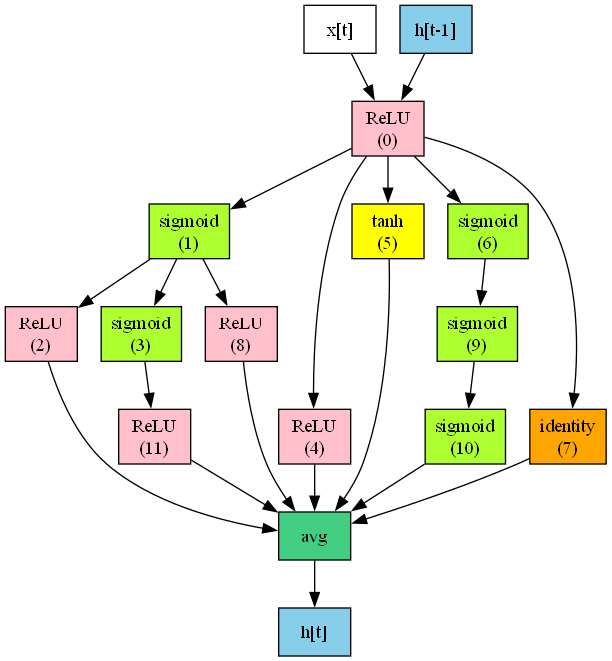 x[t]
h[t-1]
ReLU
(0)
sigmoid
(1)
tanh
(5)
sigmoid
(6)
ReLU
(2)
sigmoid
(3)
ReLU
(8)
sigmoid
(9)
ReLU
(11)
ReLU
(4)
sigmoid
(10)
identity
(7)
avg
h[t]